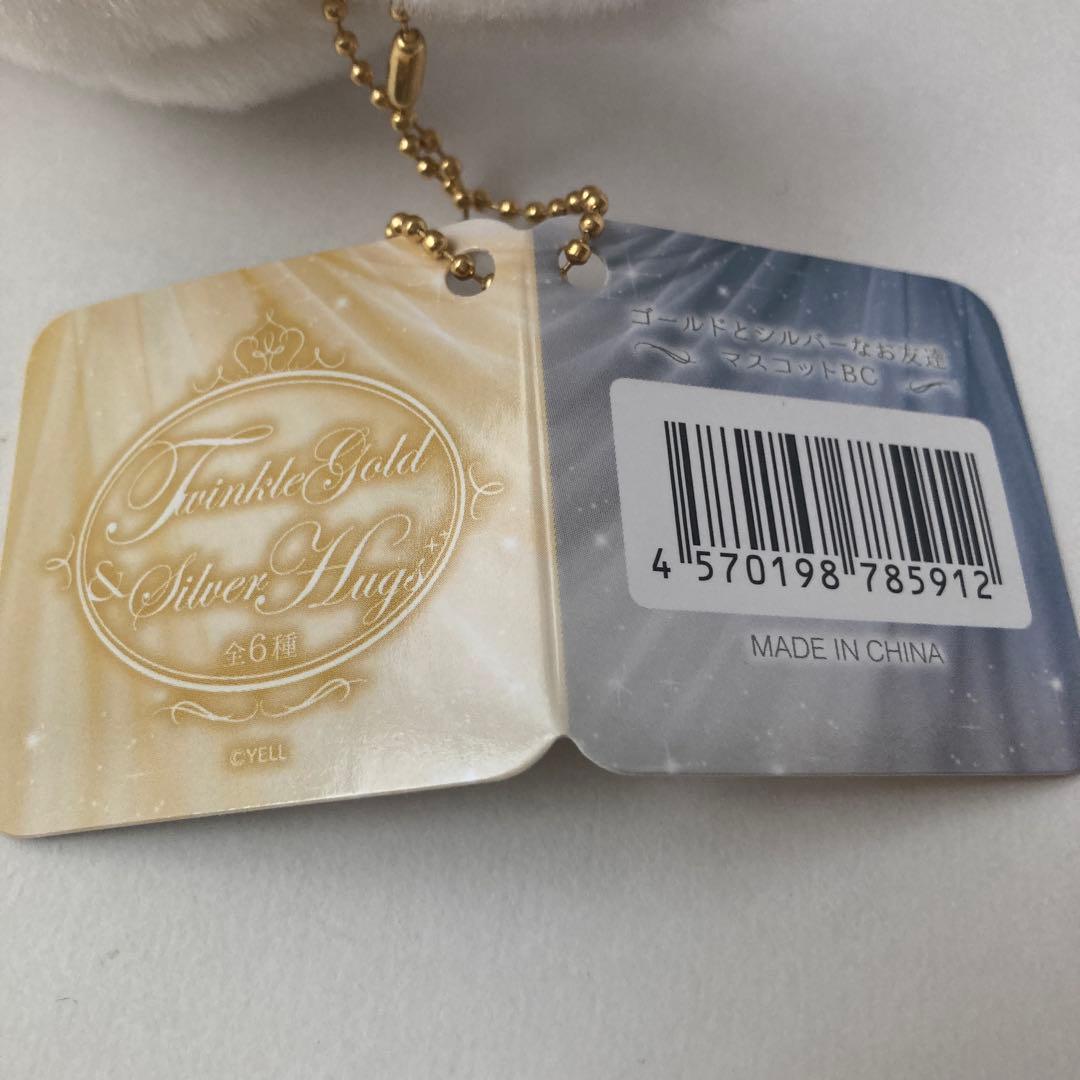 Twinkle Gold
& Silver Hugs
全6種
©YELL
ゴールドとシルバーなお友達
マスコットBC
4 570198 785912
MADE IN CHINA